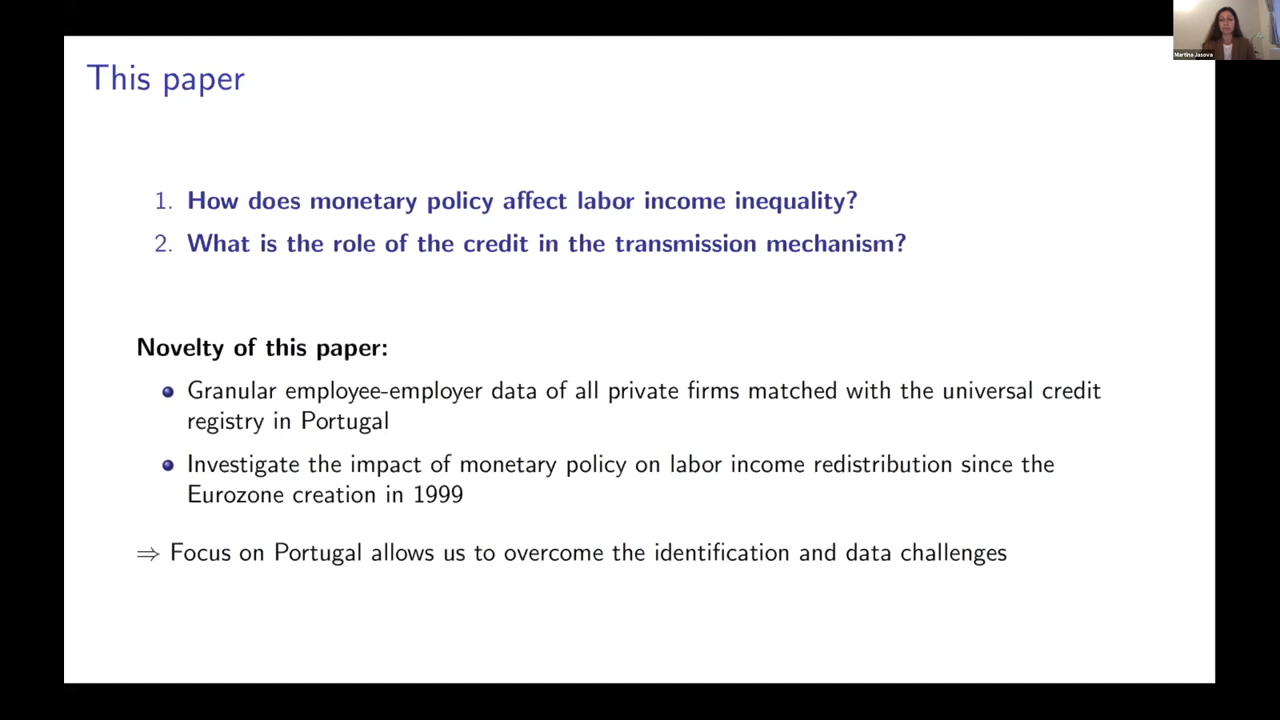 This paper
1. How does monetary policy affect labor income inequality?
2. What is the role of the credit in the transmission mechanism?
Novelty of this paper:
Granular employee-employer data of all private firms matched with the universal credit
registry in Portugal
Investigate the impact of monetary policy on labor income redistribution since the
Eurozone creation in 1999
⇒ Focus on Portugal allows us to overcome the identification and data challenges
Martina Jasova